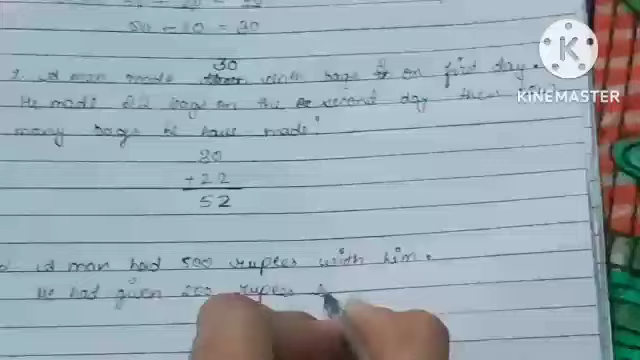 50 - 20 = 30
30
A man made with bags on first day.
He made 22 bags on the second day then
many bags he have made?
30
+22
52
A man had 500 rupees with him.
He had given 200 rupees
KINEMASTER